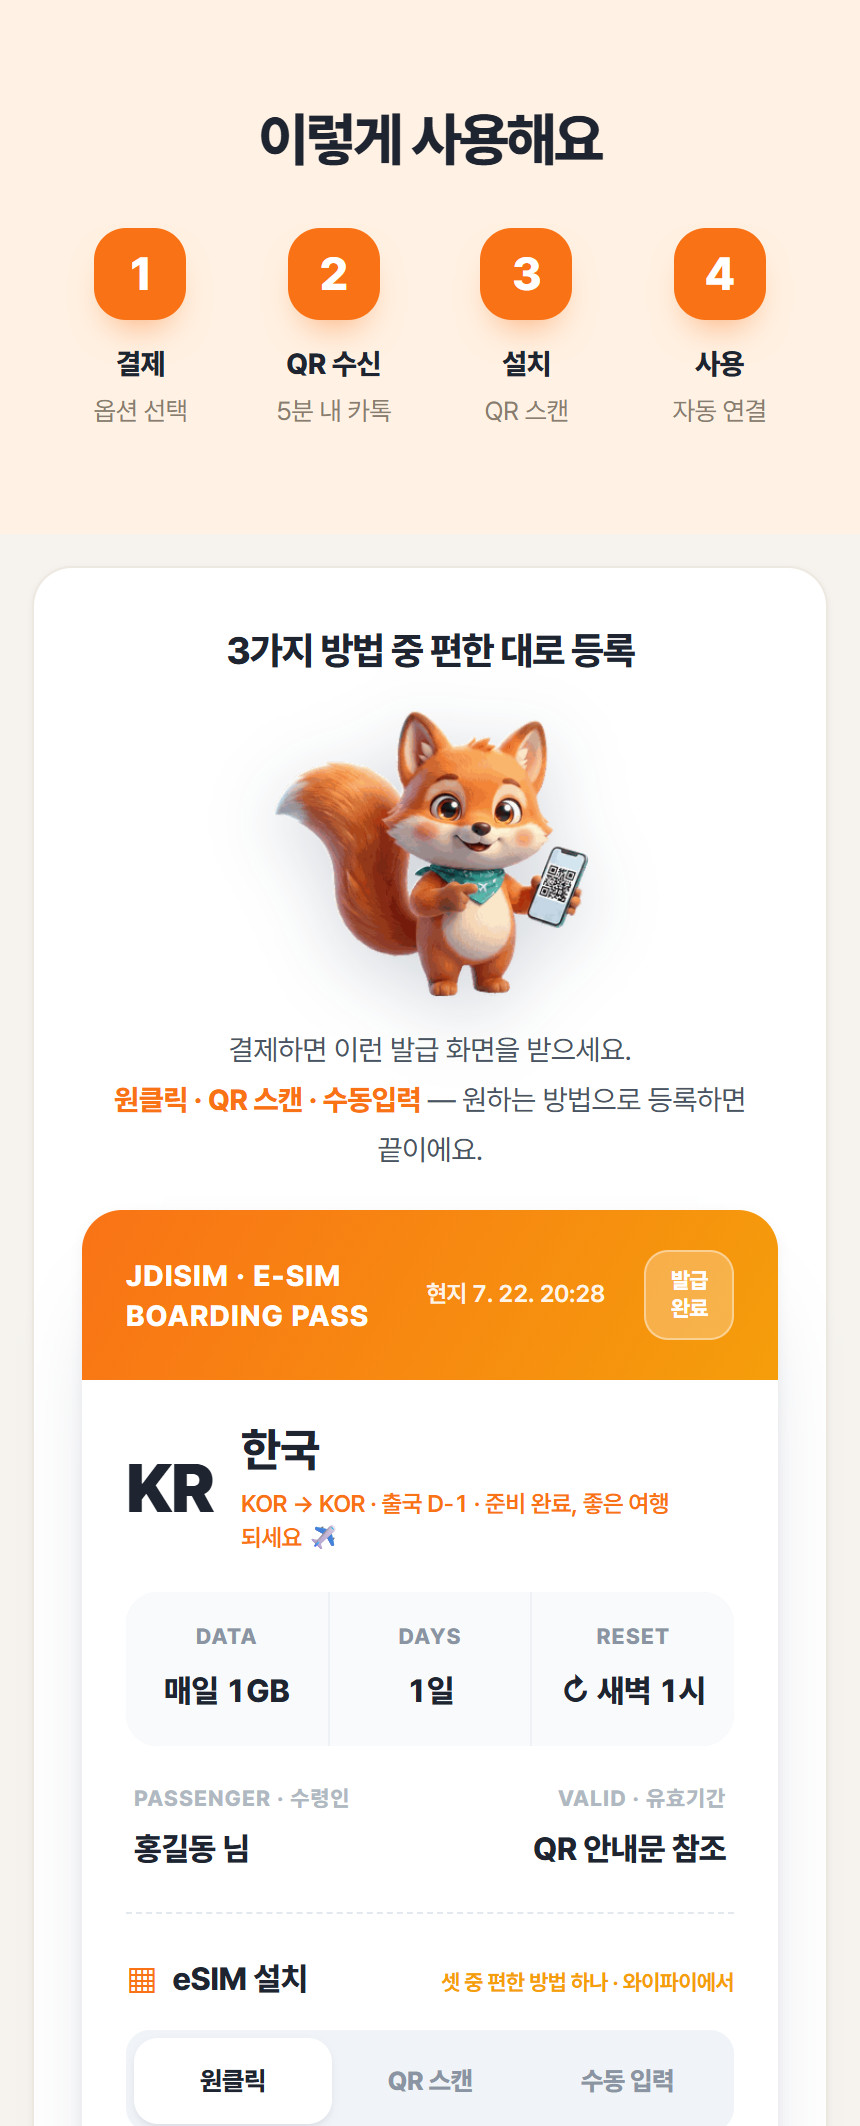 이렇게 사용해요
1
2
3
4
결제
QR 수신
설치
사용
옵션 선택
5분 내 카톡
QR 스캔
자동 연결
3가지 방법 중 편한 대로 등록
결제하면 이런 발급 화면을 받으세요.
원클릭 · QR 스캔 · 수동입력 — 원하는 방법으로 등록하면
끝이에요.
JDISIM · E-SIM
BOARDING PASS
현지 7. 22. 20:28
발급
완료
KR
한국
KOR → KOR · 출국 D-1 · 준비 완료, 좋은 여행
되세요 ✈️
DATA
DAYS
RESET
매일 1GB
1일
↻ 새벽 1시
PASSENGER · 수령인
VALID · 유효기간
홍길동 님
QR 안내문 참조
▦ eSIM 설치
셋 중 편한 방법 하나 · 와이파이에서
원클릭
QR 스캔
수동 입력